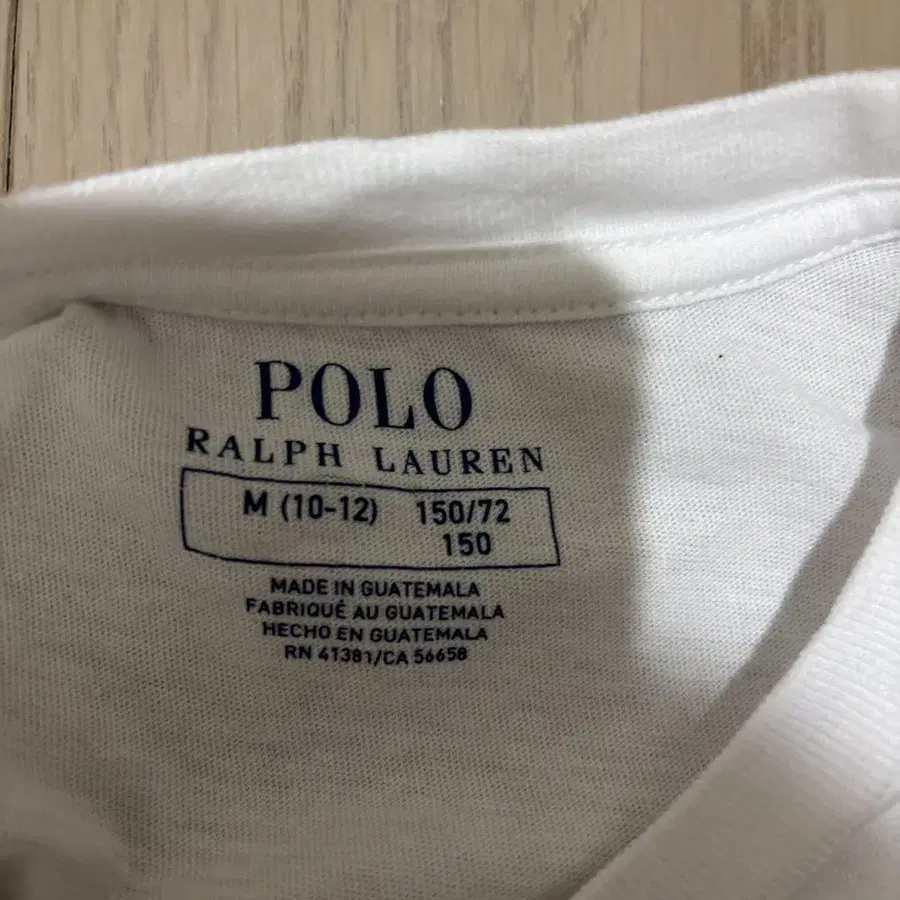 POLO
RALPH LAUREN
M (10-12) 150/72
150
MADE IN GUATEMALA
FABRIQUÉ AU GUATEMALA
HECHO EN GUATEMALA
RN 41381/CA 56658